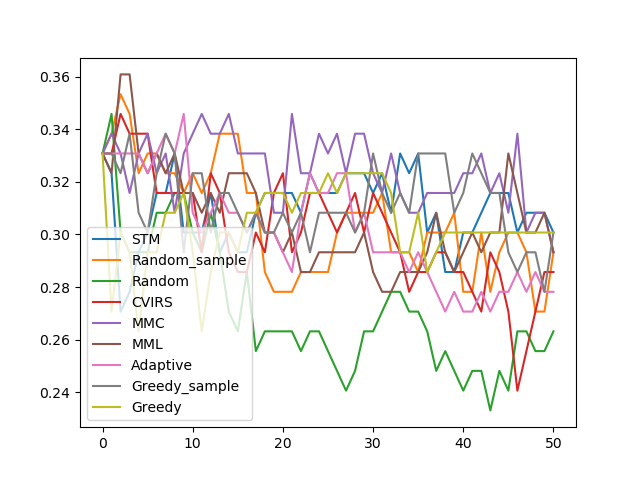 0.36
0.34
0.32
0.30
0.28
0.26
0.24
STM
Random_sample
Random
CVIRS
MMC
MML
Adaptive
Greedy_sample
Greedy
0 10 20 30 40 50